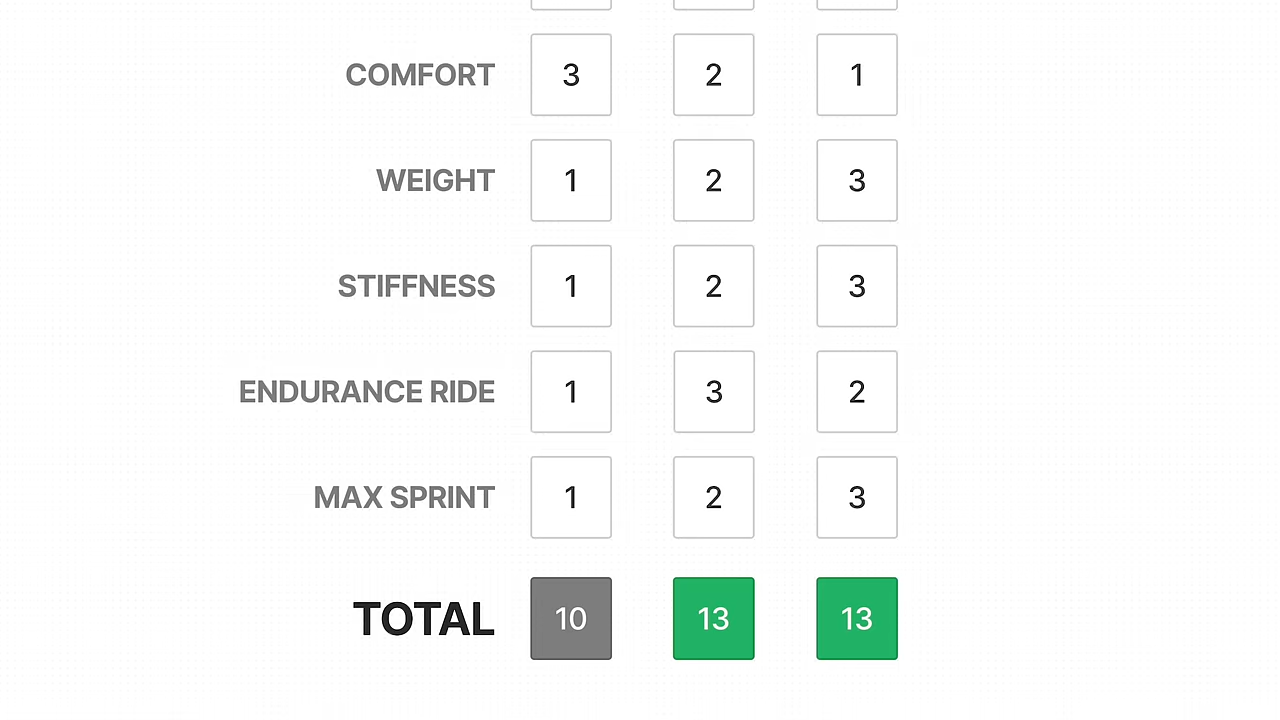 COMFORT 3 2 1
WEIGHT 1 2 3
STIFFNESS 1 2 3
ENDURANCE RIDE 1 3 2
MAX SPRINT 1 2 3
TOTAL 10 13 13